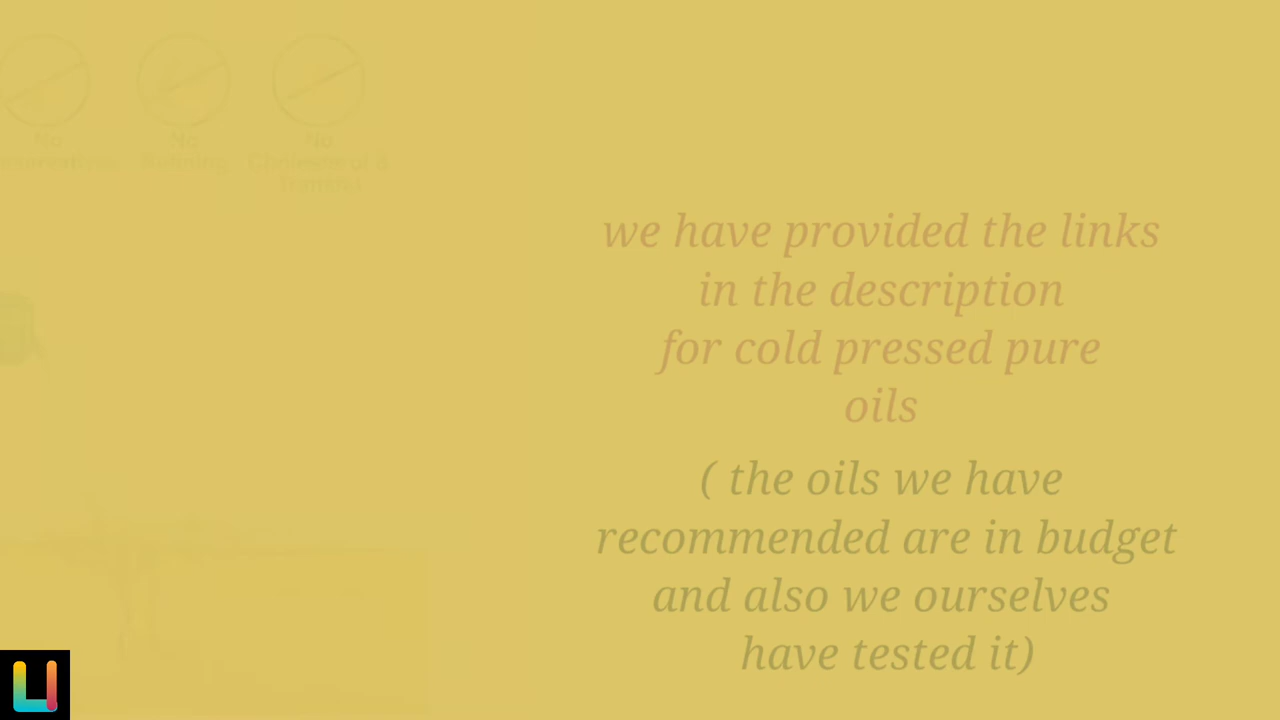 No
No
No
Refining
we have provided the links
in the description
for cold pressed pure
oils
( the oils we have
recommended are in budget
and also we ourselves
have tested it)